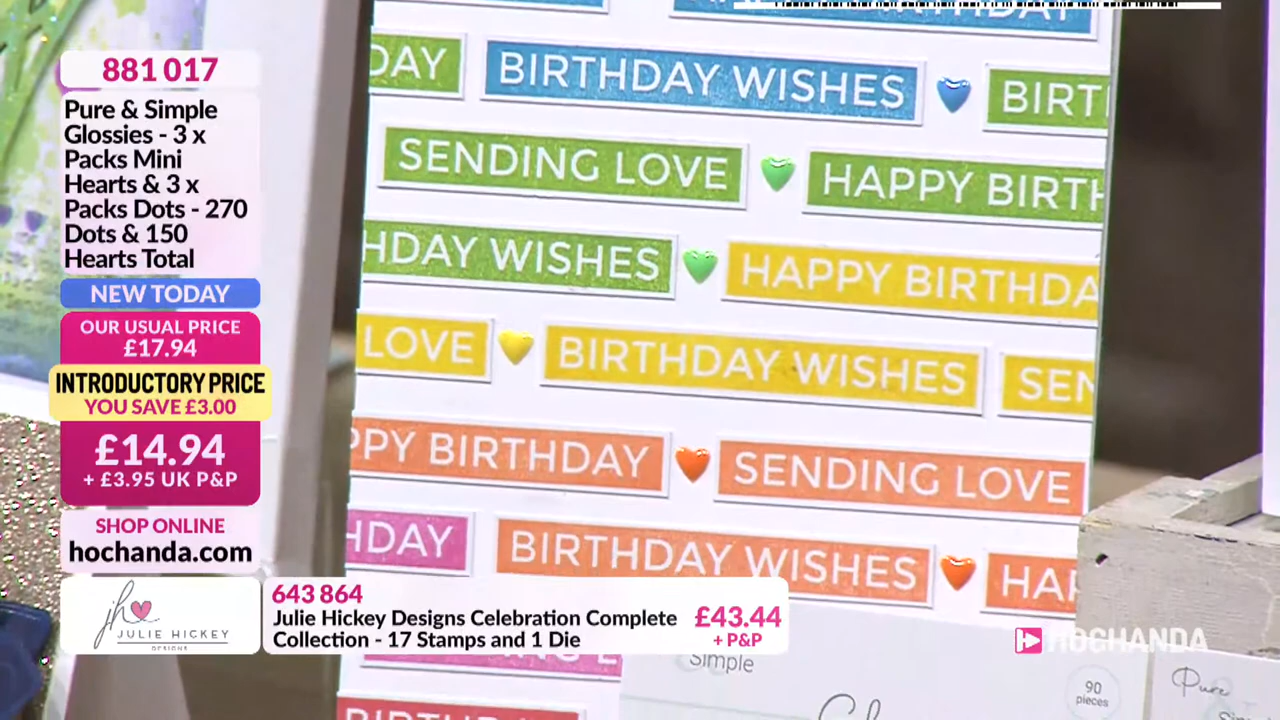 881 017
Pure & Simple
Glossies - 3 x
Packs Mini
Hearts & 3 x
Packs Dots - 270
Dots & 150
Hearts Total
NEW TODAY
OUR USUAL PRICE
£17.94
INTRODUCTORY PRICE
YOU SAVE £3.00
£14.94
+ £3.95 UK P&P
SHOP ONLINE
hochanda.com
jh
JULIE HICKEY
DESIGNS
643 864
Julie Hickey Designs Celebration Complete
Collection - 17 Stamps and 1 Die
£43.44
+ P&P
DAY BIRTHDAY WISHES BIRT
SENDING LOVE HAPPY BIRTH
HDAY WISHES HAPPY BIRTHDA
LOVE BIRTHDAY WISHES SEN
PPY BIRTHDAY SENDING LOVE
HDAY BIRTHDAY WISHES HAP
Simple
90
pieces
Pure
HOCHANDA